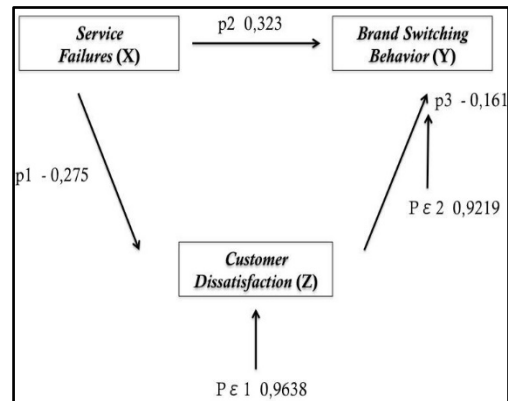 p2 0,323
Service
Failures (X)
Brand Switching
Behavior (Y)
p3 - 0,161
p1 - 0,275
P ε 2 0,9219
Customer
Dissatisfaction (Z)
P ε 1 0,9638